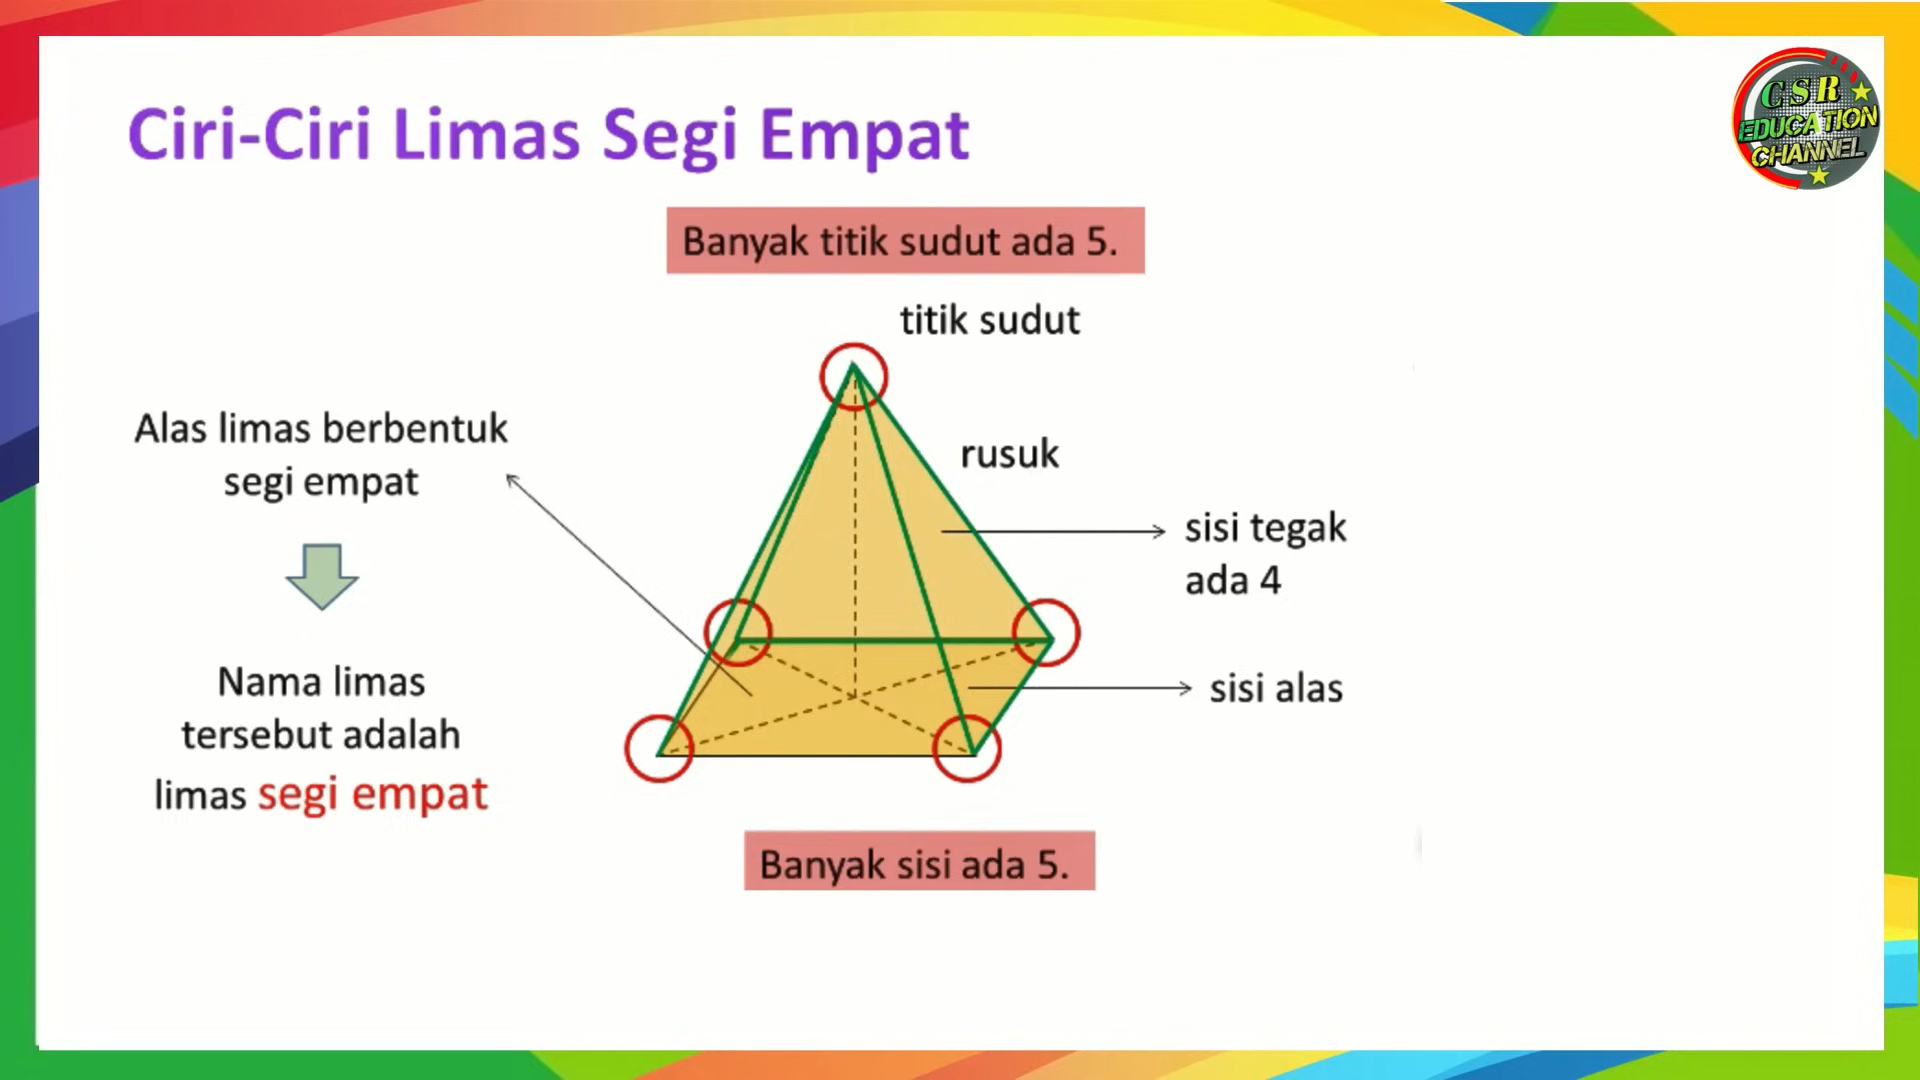 Ciri-Ciri Limas Segi Empat
CSR
EDUCATION
CHANNEL
Banyak titik sudut ada 5.
titik sudut
Alas limas berbentuk
segi empat
rusuk
sisi tegak
ada 4
Nama limas
tersebut adalah
limas segi empat
sisi alas
Banyak sisi ada 5.